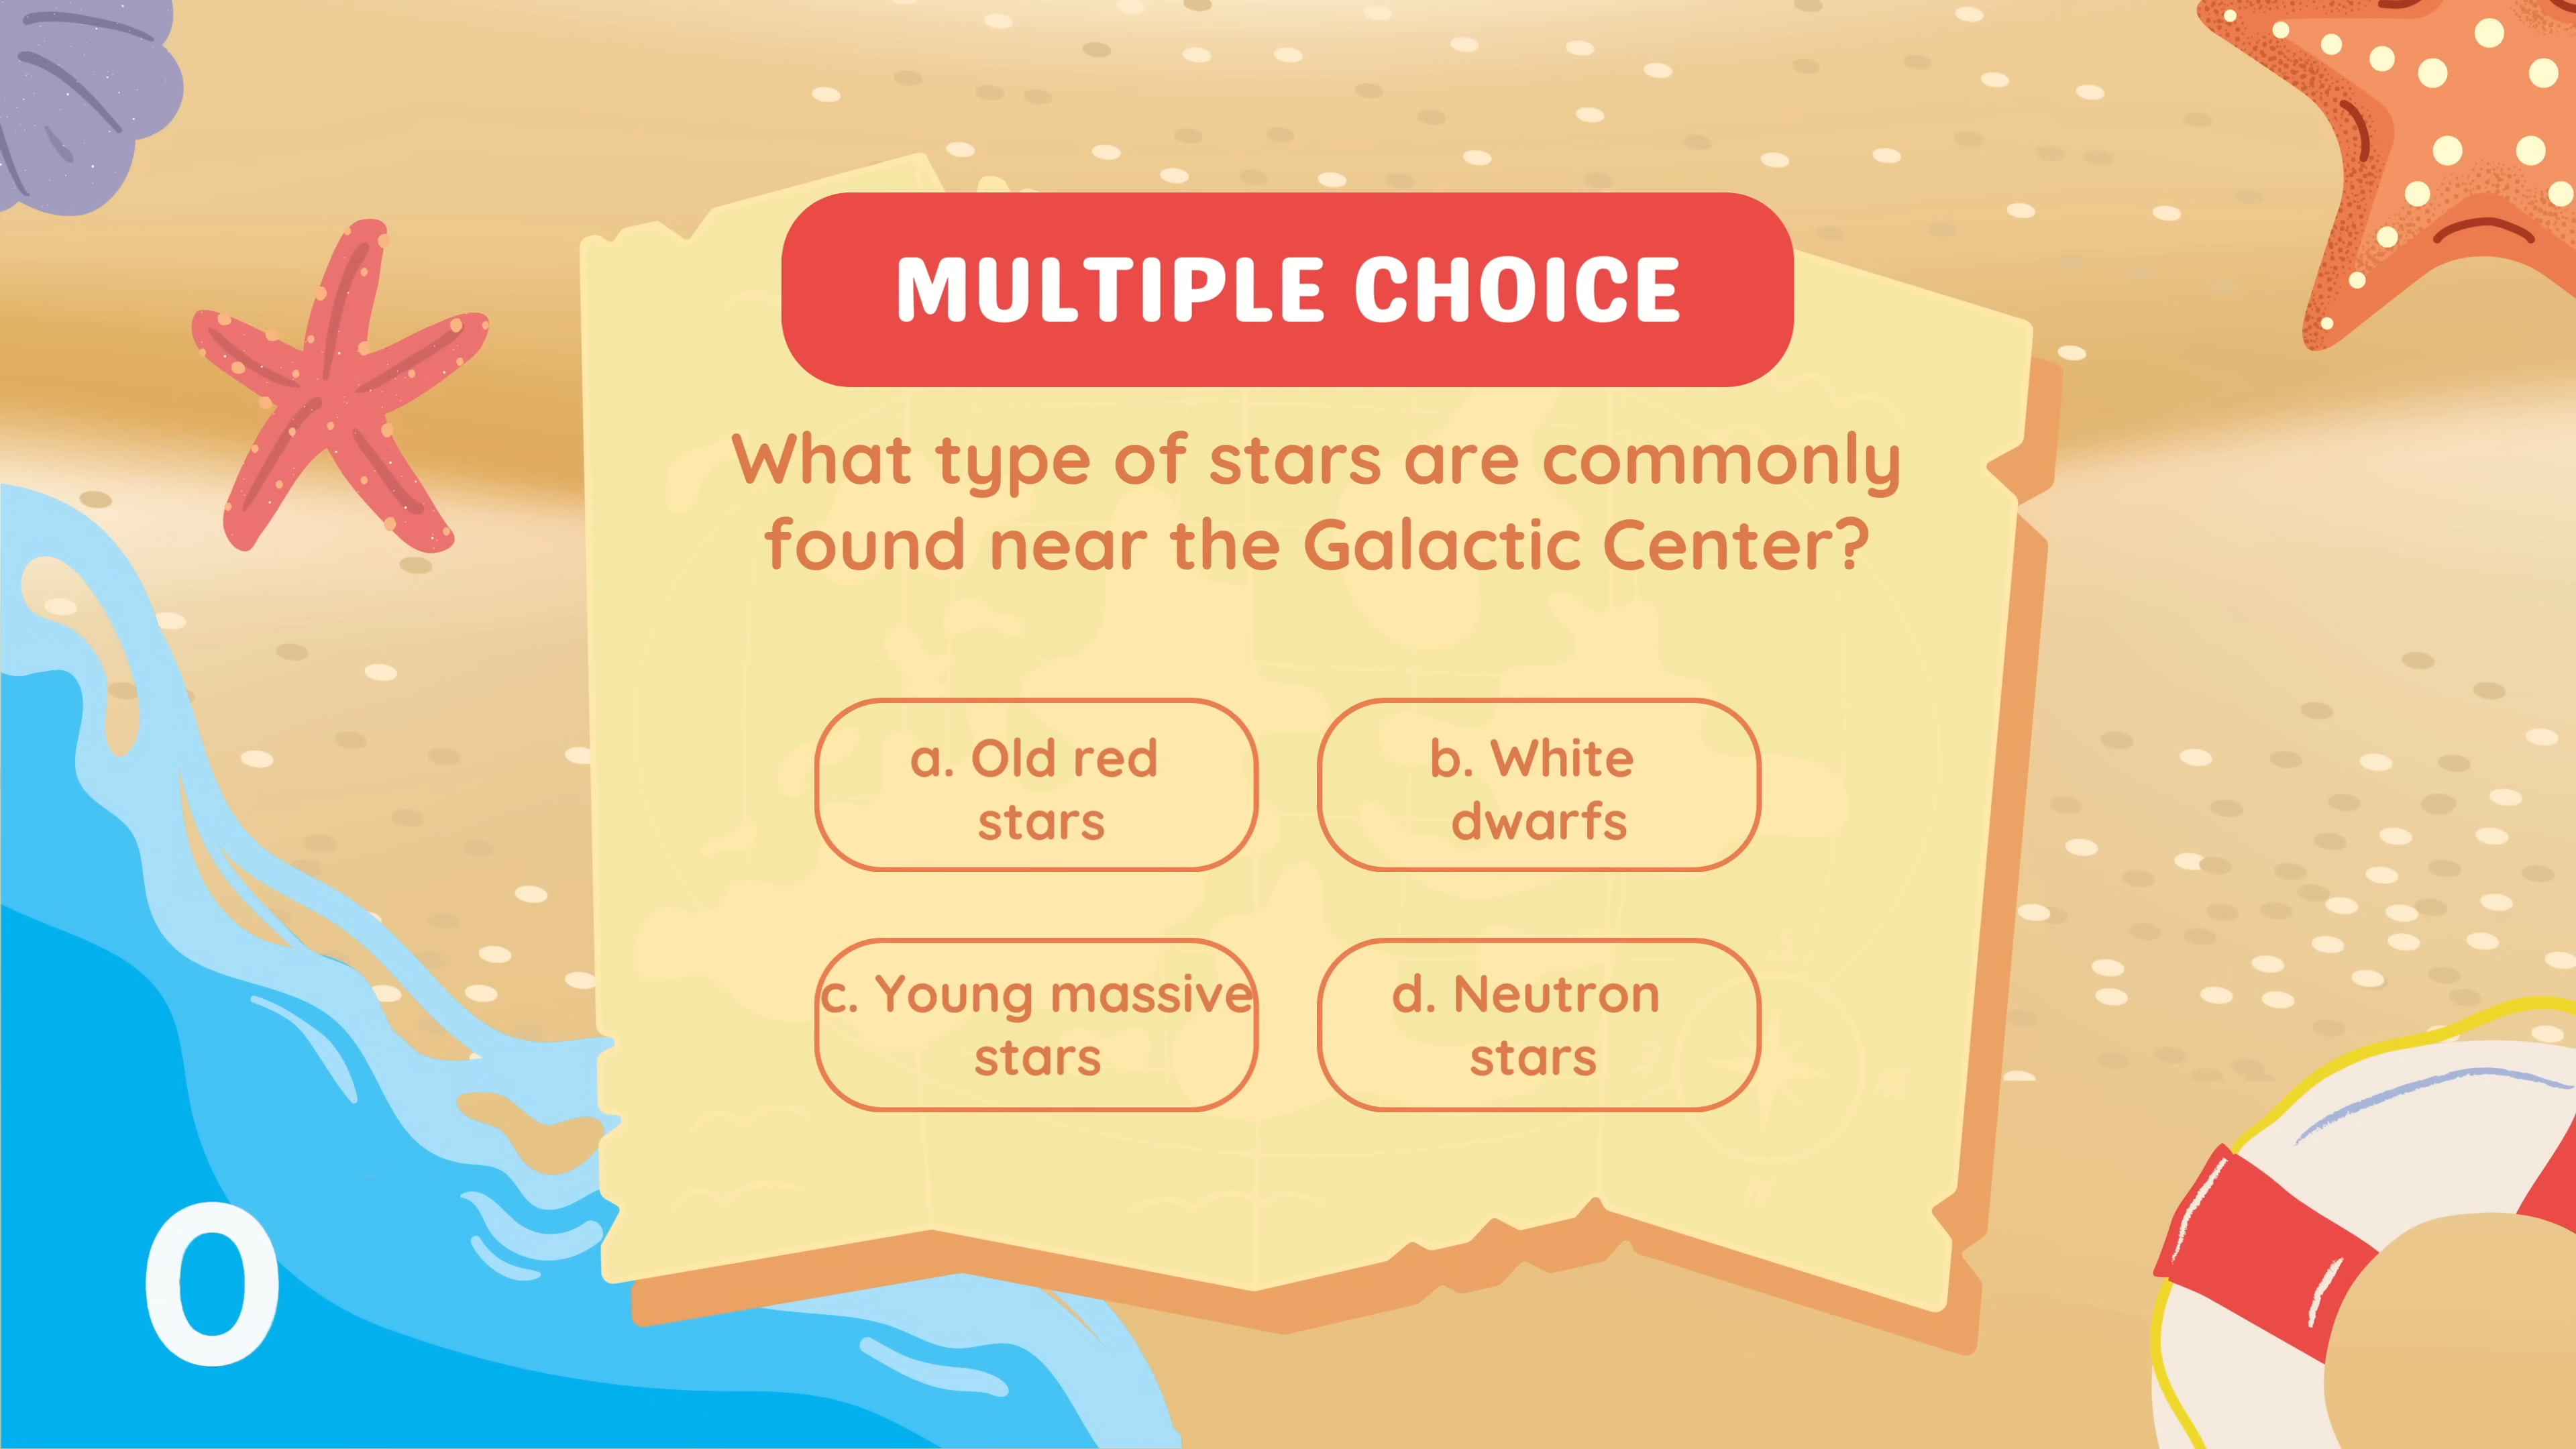 MULTIPLE CHOICE
What type of stars are commonly
found near the Galactic Center?
a. Old red
stars
b. White
dwarfs
c. Young massive
stars
d. Neutron
stars
0